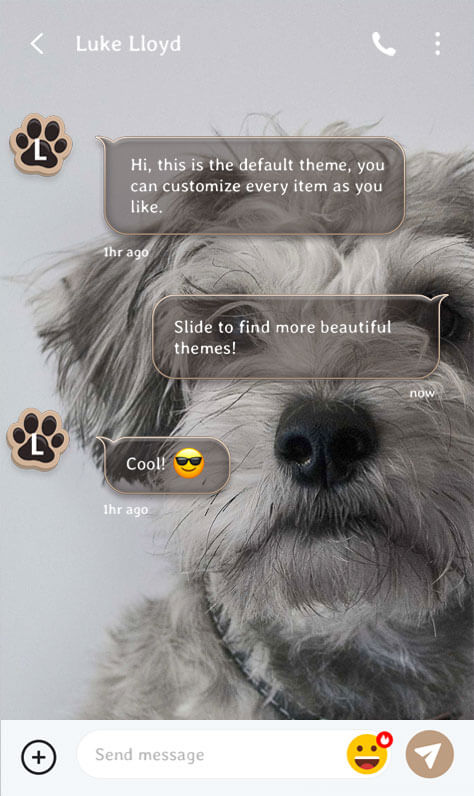 Luke Lloyd
L
Hi, this is the default theme, you
can customize every item as you
like.
1hr ago
Slide to find more beautiful
themes!
now
L
Cool! 😎
1hr ago
Send message